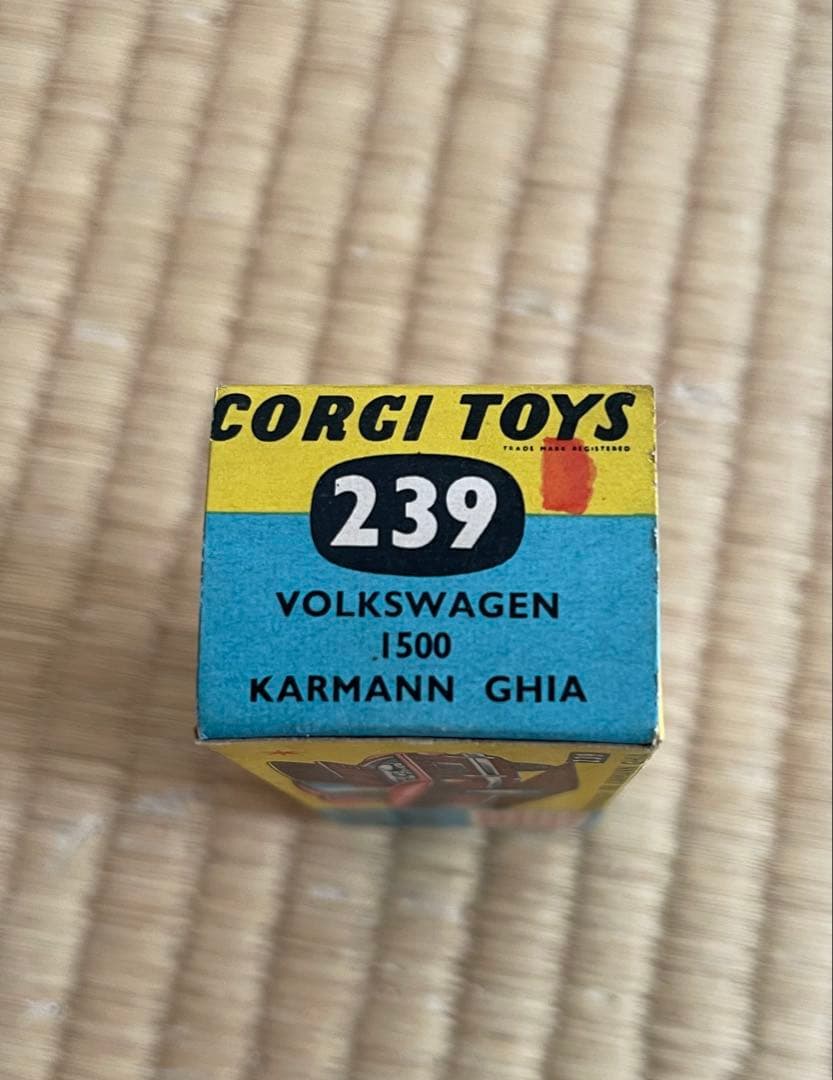 CORGI TOYS
TRADE MARK REGISTERED
239
VOLKSWAGEN
1500
KARMANN GHIA